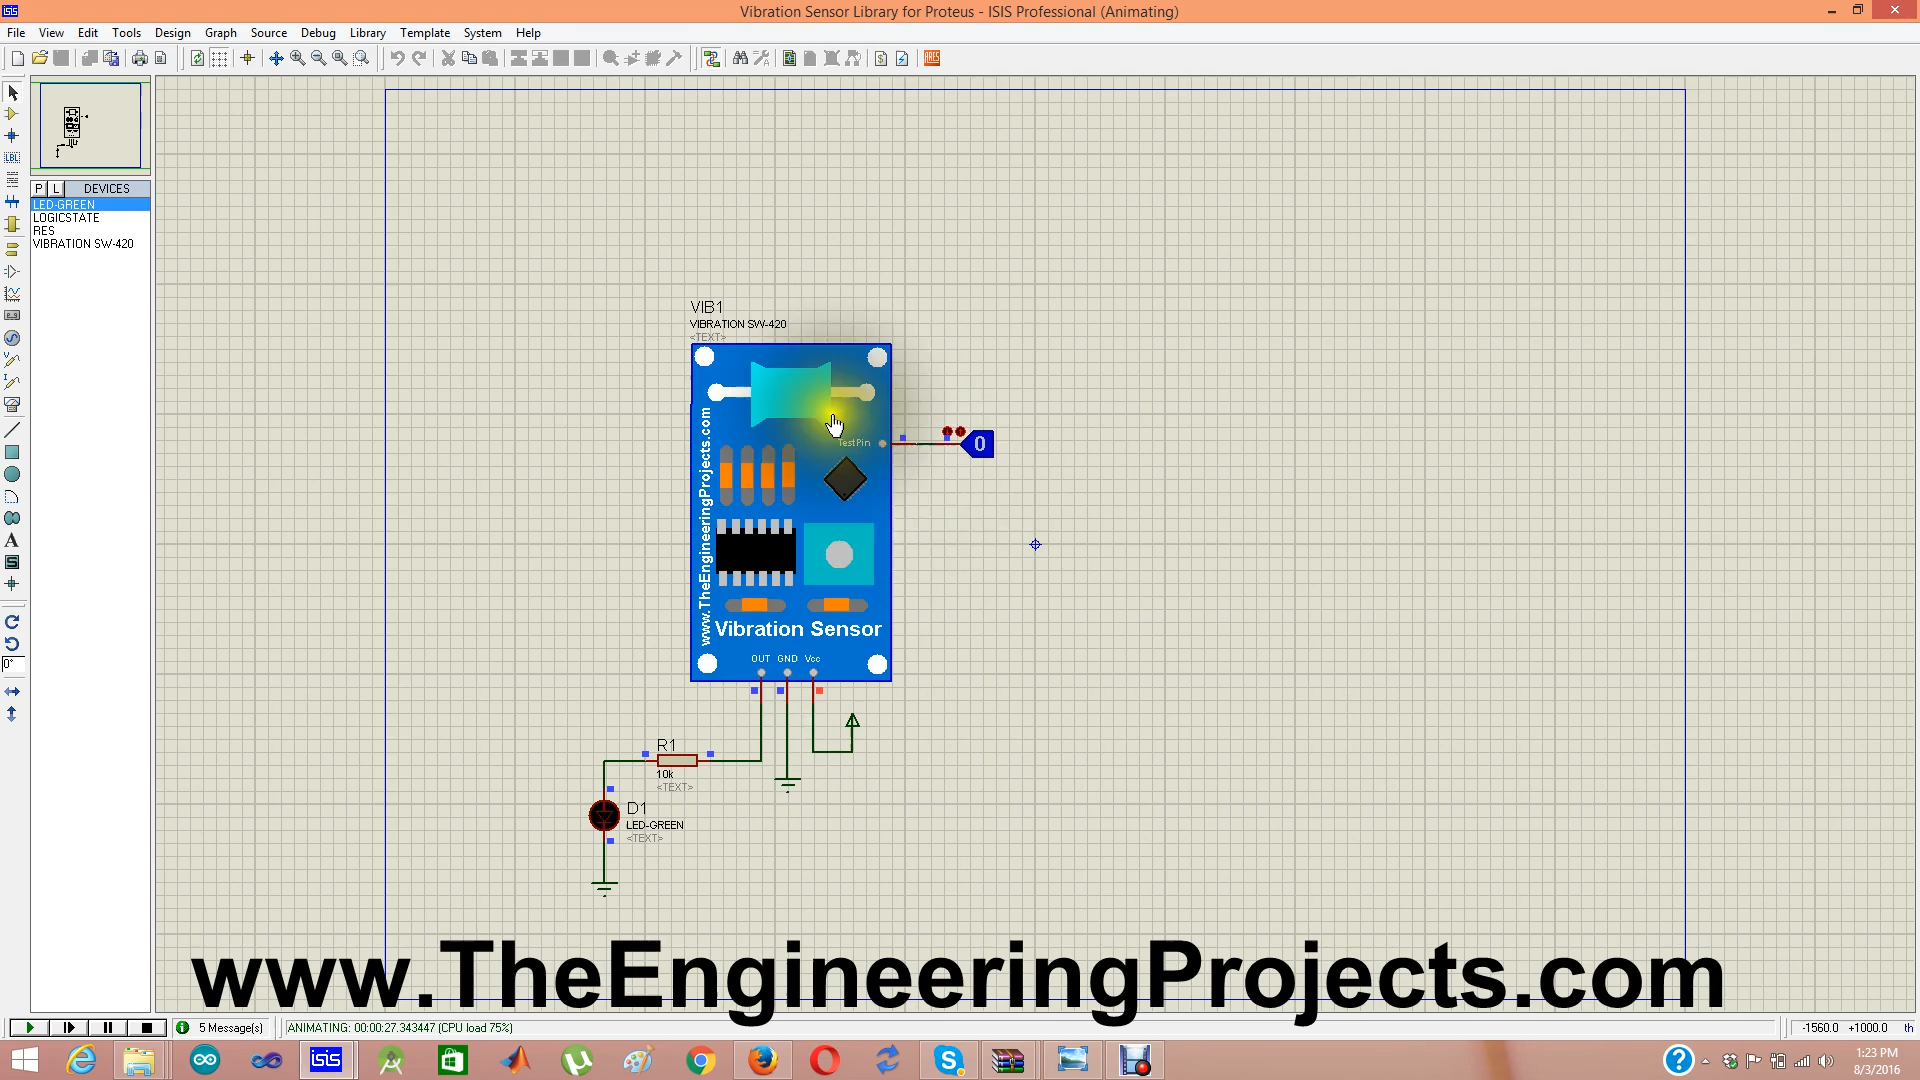 Vibration Sensor Library for Proteus - ISIS Professional (Animating)
File View Edit Tools Design Graph Source Debug Library Template System Help
P L DEVICES
LED-GREEN
LOGICSTATE
RES
VIBRATION SW-420
LBL
A
0°
VIB1
VIBRATION SW-420
<TEXT>
TestPin
0
www.TheEngineeringProjects.com
Vibration Sensor
OUT GND Vcc
R1
10k
<TEXT>
D1
LED-GREEN
<TEXT>
www.TheEngineeringProjects.com
5 Message(s)
ANIMATING: 00:00:27.343447 (CPU load 75%)
-1560.0 +1000.0 th
isis
1:23 PM
8/3/2016